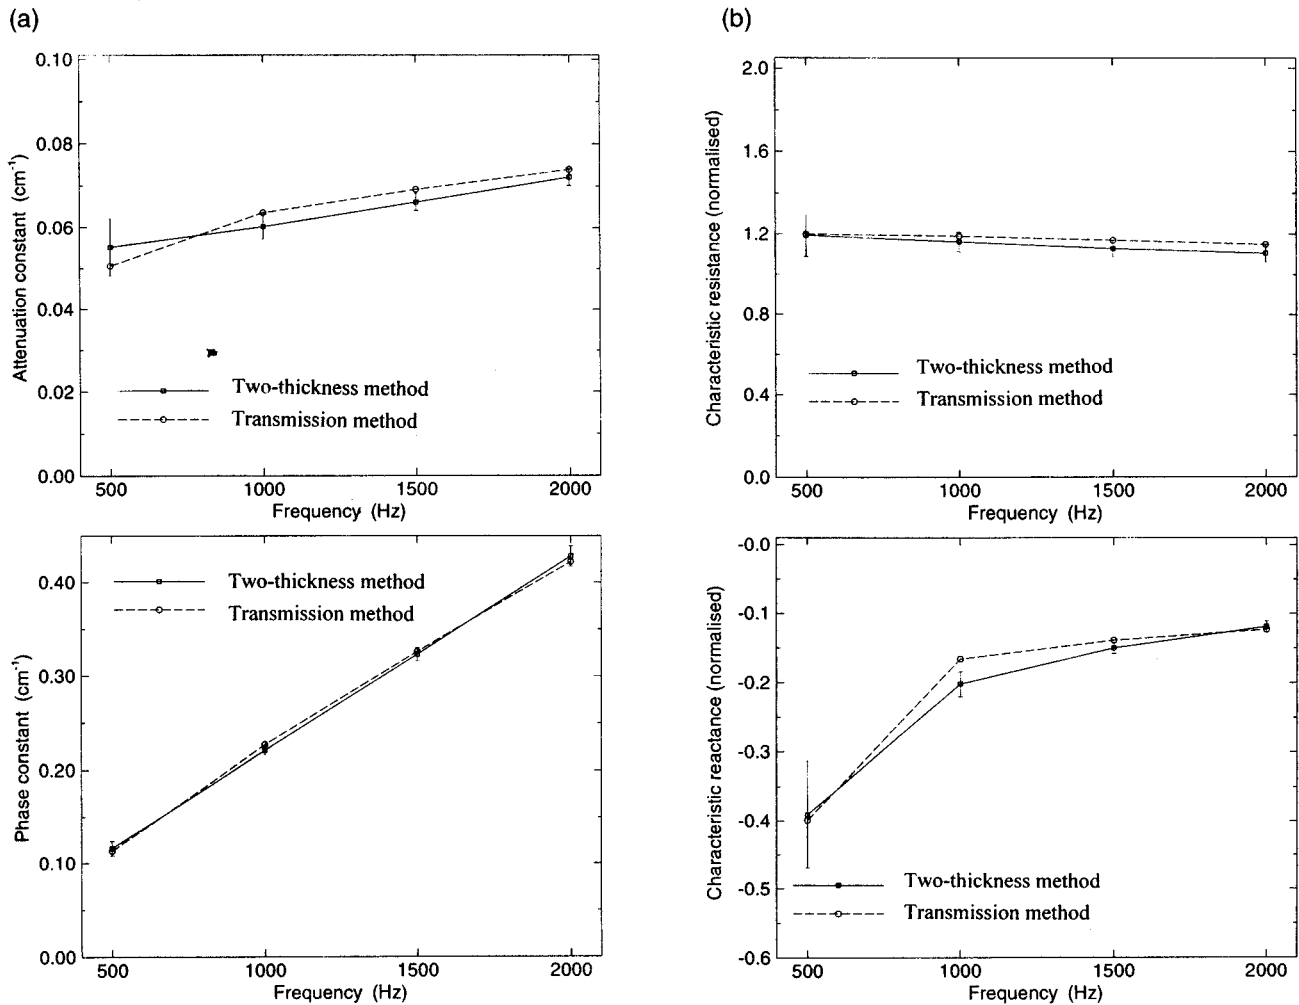 (a)
0.10
0.08
0.06
0.04
0.02
0.00
Attenuation constant (cm-1)
Two-thickness method
Transmission method
500 1000 1500 2000
Frequency (Hz)
0.40
0.30
0.20
0.10
0.00
Phase constant (cm-1)
Two-thickness method
Transmission method
500 1000 1500 2000
Frequency (Hz)
(b)
2.0
1.6
1.2
0.8
0.4
0.0
Characteristic resistance (normalised)
Two-thickness method
Transmission method
500 1000 1500 2000
Frequency (Hz)
-0.0
-0.1
-0.2
-0.3
-0.4
-0.5
-0.6
Characteristic reactance (normalised)
Two-thickness method
Transmission method
500 1000 1500 2000
Frequency (Hz)